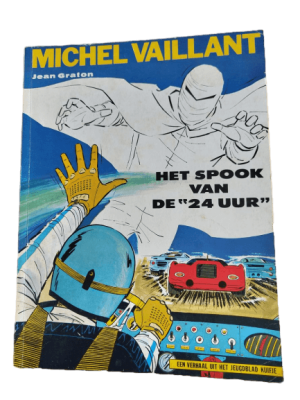 MICHEL VAILLANT
Jean Graton
HET SPOOK
VAN
DE "24 UUR"
EEN VERHAAL UIT HET JEUGDBLAD KUIFJE